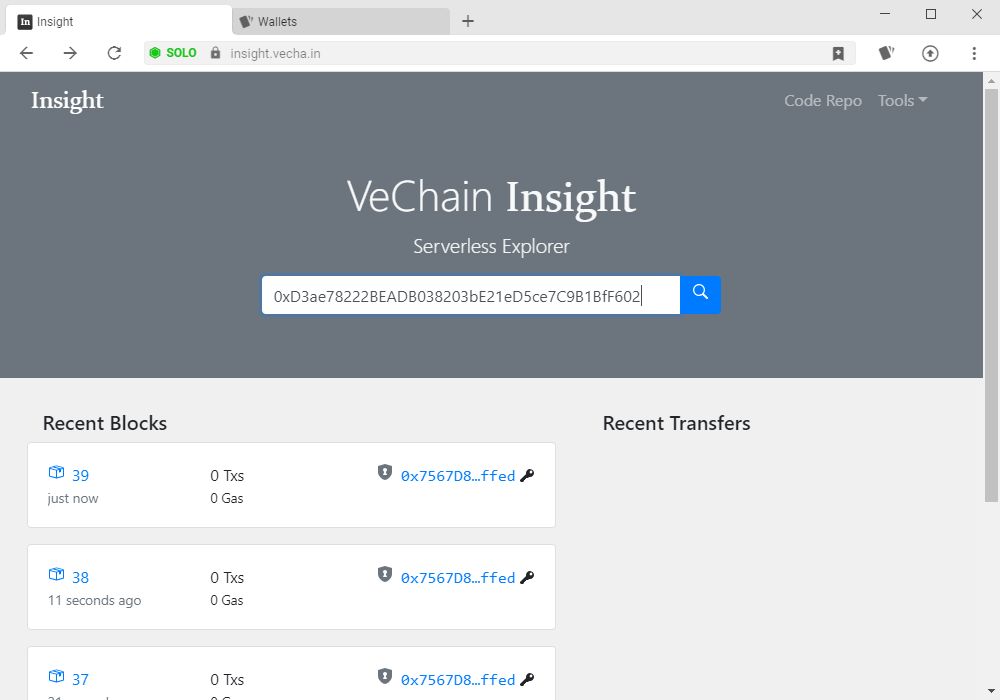 In Insight
Wallets
SOLO insight.vecha.in
Insight
Code Repo Tools
VeChain Insight
Serverless Explorer
0xD3ae78222BEADB038203bE21eD5ce7C9B1BfF602
Recent Blocks
Recent Transfers
39 0 Txs 0x7567D8…ffed
just now 0 Gas
38 0 Txs 0x7567D8…ffed
11 seconds ago 0 Gas
37 0 Txs 0x7567D8…ffed